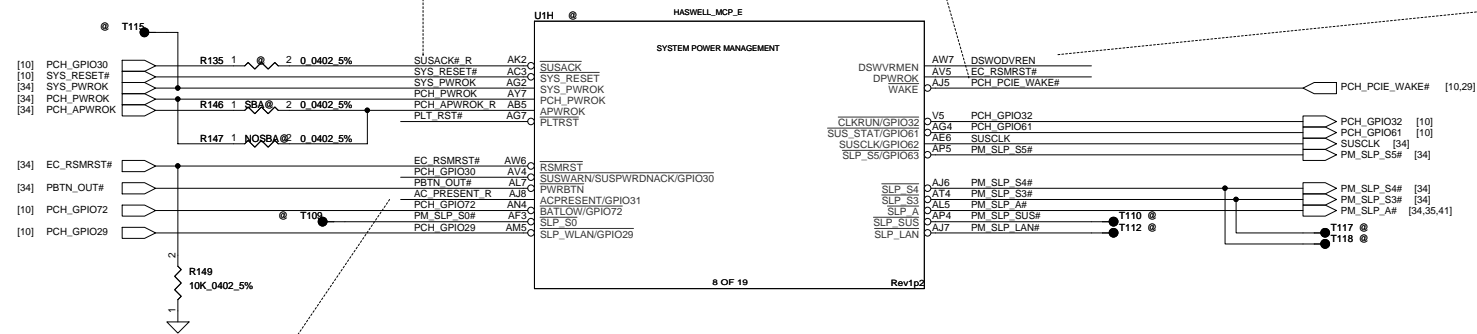 U1H @ HASWELL_MCP_E
@ T115
SYSTEM POWER MANAGEMENT
[10] PCH_GPIO30 R135 1 @ 2 0_0402_5% SUSACK#_R AK2 SUSACK
[10] SYS_RESET# SYS_RESET# AC3 SYS_RESET
[34] SYS_PWROK SYS_PWROK AG2 SYS_PWROK
[34] PCH_PWROK PCH_PWROK AY7 PCH_PWROK
[34] PCH_APWROK R146 1 SBA@ 2 0_0402_5% PCH_APWROK_R AB5 APWROK
PLT_RST# AG7 PLTRST
R147 1 NOSBA@ 2 0_0402_5%
DSWVRMEN AW7 DSWODVREN
DPWROK AV5 EC_RSMRST#
WAKE AJ5 PCH_PCIE_WAKE# PCH_PCIE_WAKE# [10,29]
CLKRUN/GPIO32 V5 PCH_GPIO32 PCH_GPIO32 [10]
SUS_STAT/GPIO61 AG4 PCH_GPIO61 PCH_GPIO61 [10]
SUSCLK/GPIO62 AE6 SUSCLK SUSCLK [34]
SLP_S5/GPIO63 AP5 PM_SLP_S5# PM_SLP_S5# [34]
[34] EC_RSMRST# EC_RSMRST# AW6 RSMRST
PCH_GPIO30 AV4 SUSWARN/SUSPWRDNACK/GPIO30
[34] PBTN_OUT# PBTN_OUT# AL7 PWRBTN
AC_PRESENT_R AJ8 ACPRESENT/GPIO31
[10] PCH_GPIO72 PCH_GPIO72 AN4 BATLOW/GPIO72
@ T109 PM_SLP_S0# AF3 SLP_S0
[10] PCH_GPIO29 PCH_GPIO29 AM5 SLP_WLAN/GPIO29
SLP_S4 AJ6 PM_SLP_S4# PM_SLP_S4# [34]
SLP_S3 AT4 PM_SLP_S3# PM_SLP_S3# [34]
SLP_A AL5 PM_SLP_A# PM_SLP_A# [34,35,41]
SLP_SUS AP4 PM_SLP_SUS# T110 @
SLP_LAN AJ7 PM_SLP_LAN# T112 @
T117 @
T118 @
2
R149
10K_0402_5%
1
8 OF 19 Rev1p2